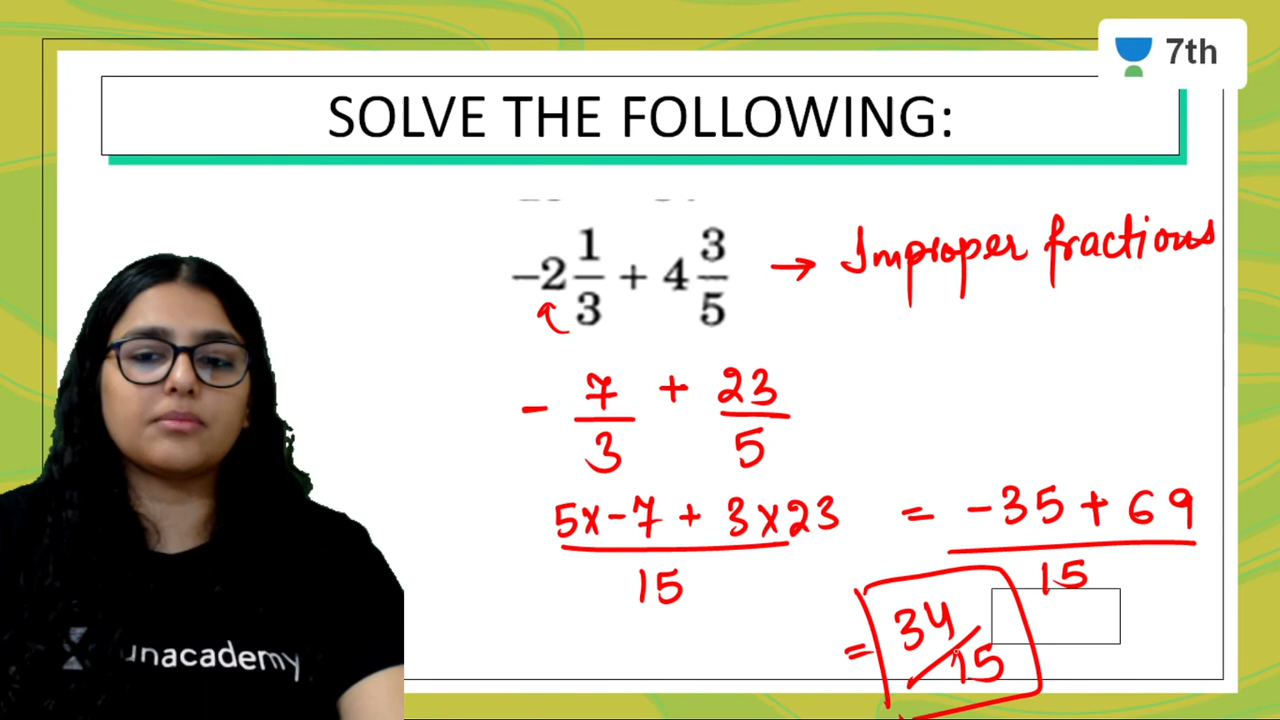 7th
SOLVE THE FOLLOWING:
-2 1/3 + 4 3/5 → Improper fractions
- 7/3 + 23/5
5x-7 + 3x23 / 15 = -35 + 69 / 15
= 34/15
unacademy